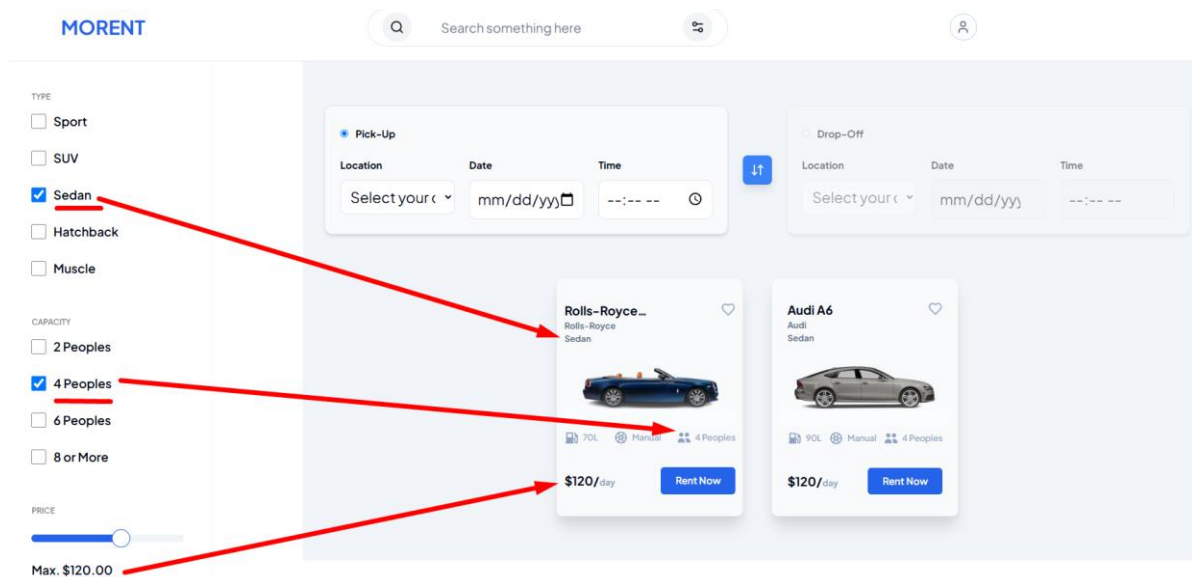 MORENT
Search something here
TYPE
Sport
SUV
Sedan
Hatchback
Muscle
CAPACITY
2 Peoples
4 Peoples
6 Peoples
8 or More
PRICE
Max. $120.00
Pick-Up
Location Date Time
Select your c mm/dd/yyy --:-- --
Drop-Off
Location Date Time
Select your c mm/dd/yyy --:-- --
Rolls-Royce...
Rolls-Royce
Sedan
70L Manual 4 Peoples
$120/day Rent Now
Audi A6
Audi
Sedan
90L Manual 4 Peoples
$120/day Rent Now